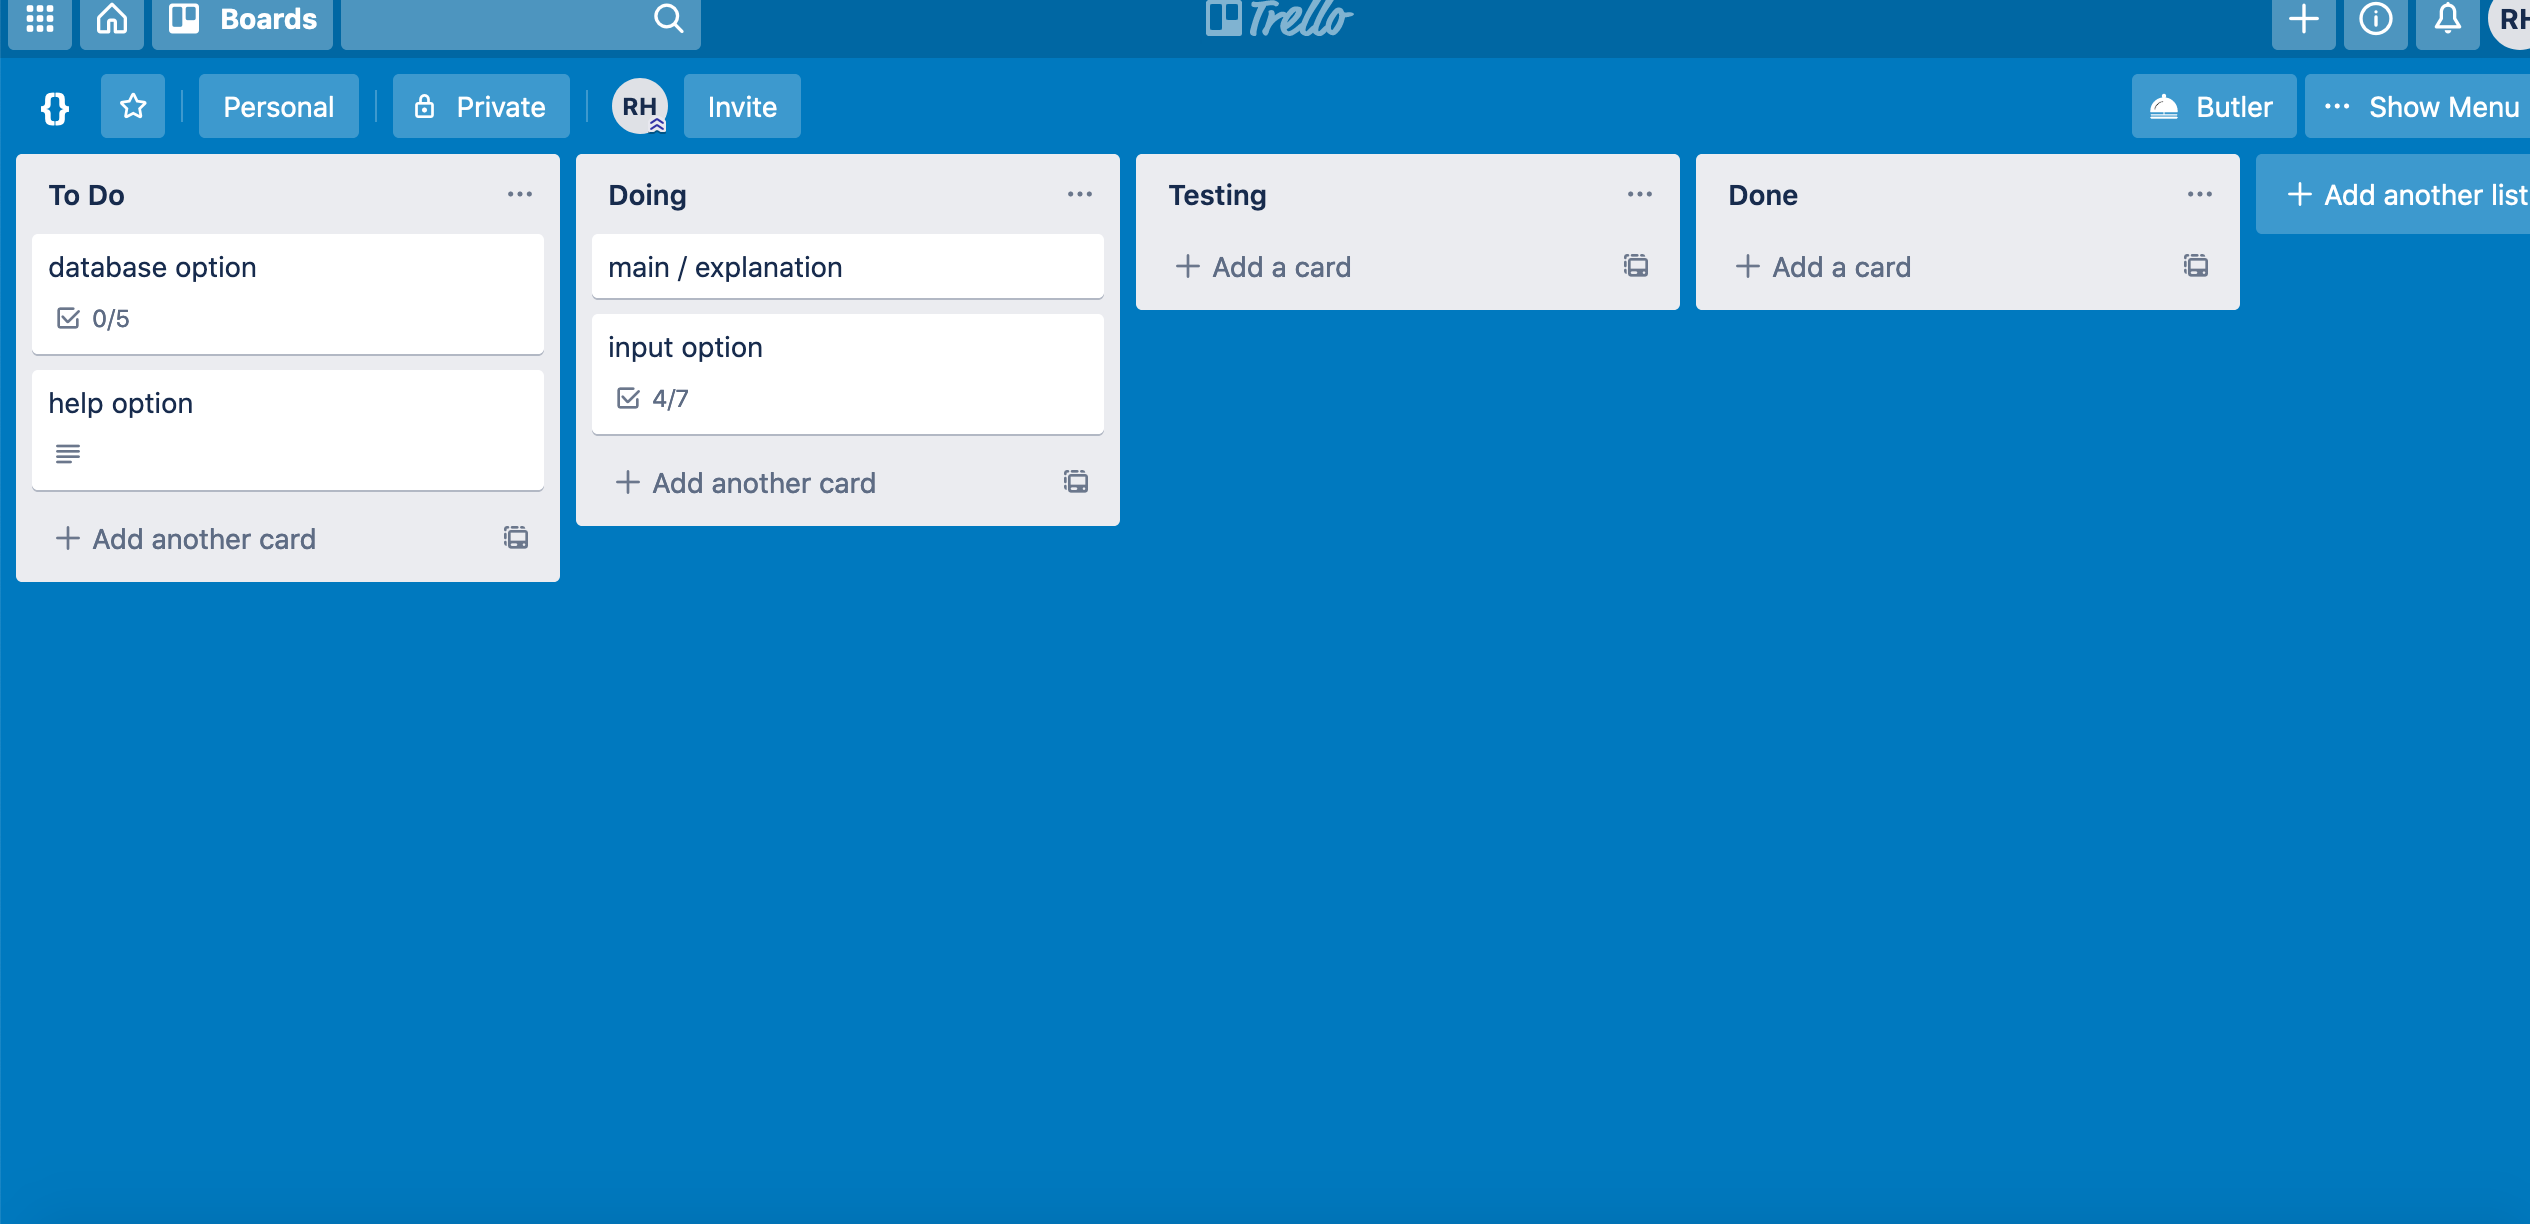 Boards
Trello
RH
{}
Personal
Private
RH
Invite
Butler
Show Menu
To Do
database option
0/5
help option
Add another card
Doing
main / explanation
input option
4/7
Add another card
Testing
Add a card
Done
Add a card
Add another list